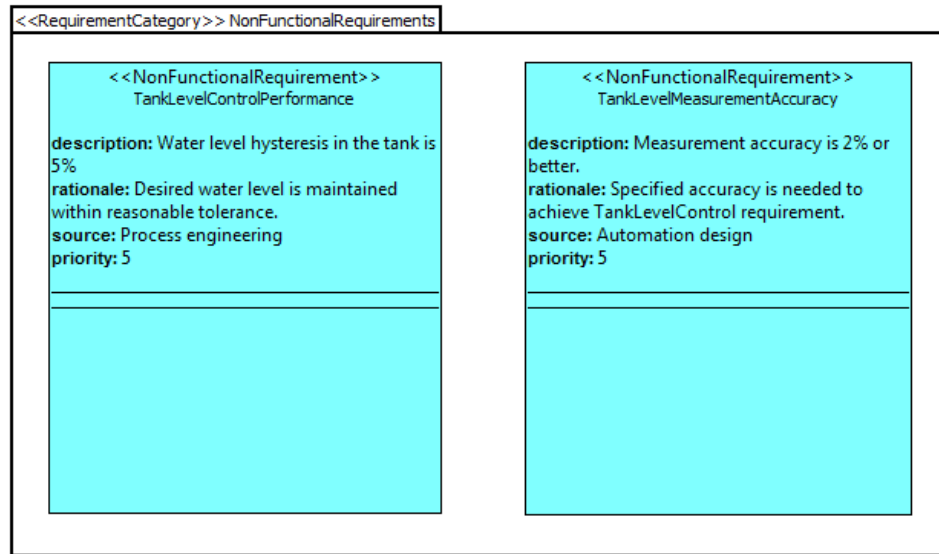 <<RequirementCategory>> NonFunctionalRequirements
<<NonFunctionalRequirement>>
TankLevelControlPerformance
description: Water level hysteresis in the tank is
5%
rationale: Desired water level is maintained
within reasonable tolerance.
source: Process engineering
priority: 5
<<NonFunctionalRequirement>>
TankLevelMeasurementAccuracy
description: Measurement accuracy is 2% or
better.
rationale: Specified accuracy is needed to
achieve TankLevelControl requirement.
source: Automation design
priority: 5